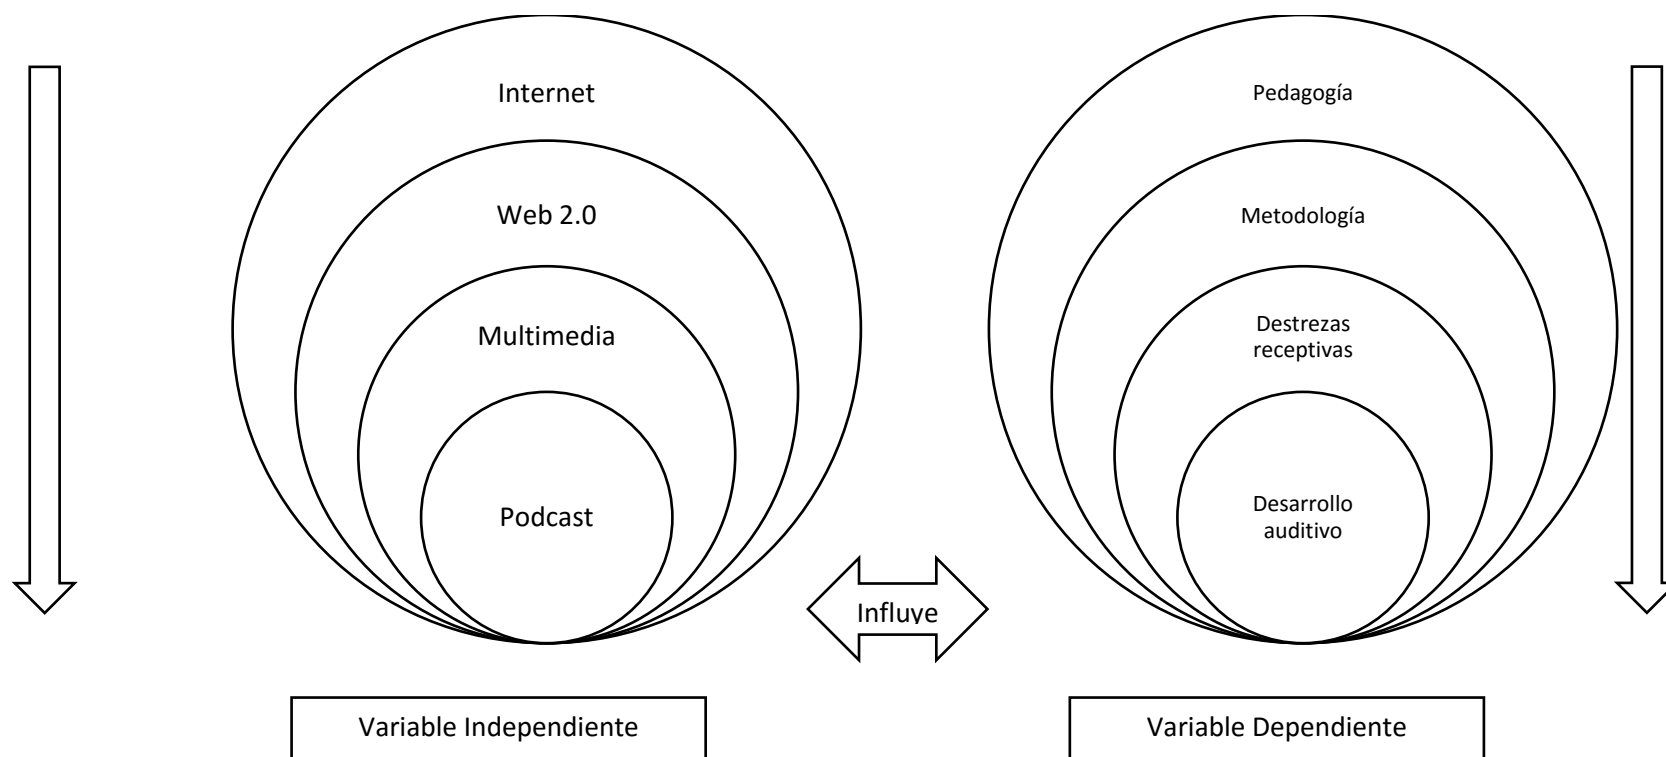 Internet
Web 2.0
Multimedia
Podcast
Pedagogía
Metodología
Destrezas
receptivas
Desarrollo
auditivo
Influye
Variable Independiente
Variable Dependiente